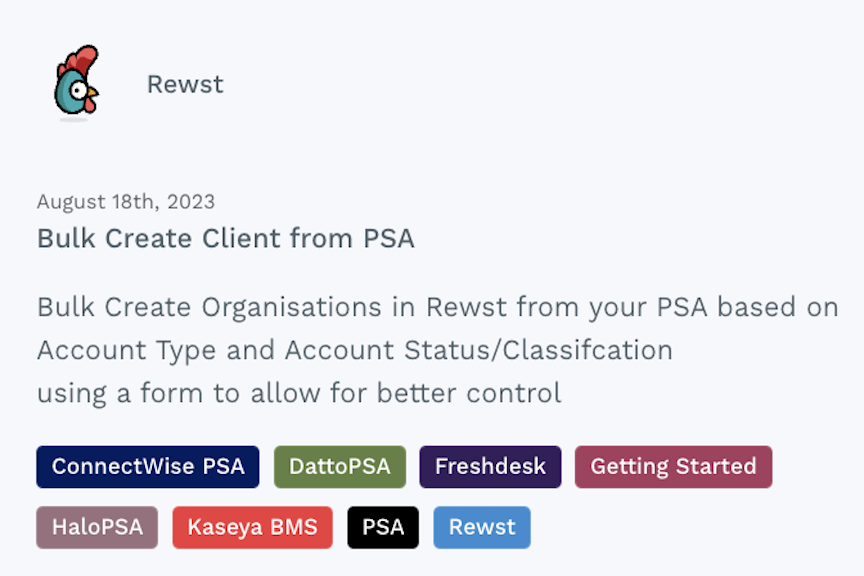 Rewst
August 18th, 2023
Bulk Create Client from PSA
Bulk Create Organisations in Rewst from your PSA based on
Account Type and Account Status/Classifcation
using a form to allow for better control
ConnectWise PSA DattoPSA Freshdesk Getting Started
HaloPSA Kaseya BMS PSA Rewst